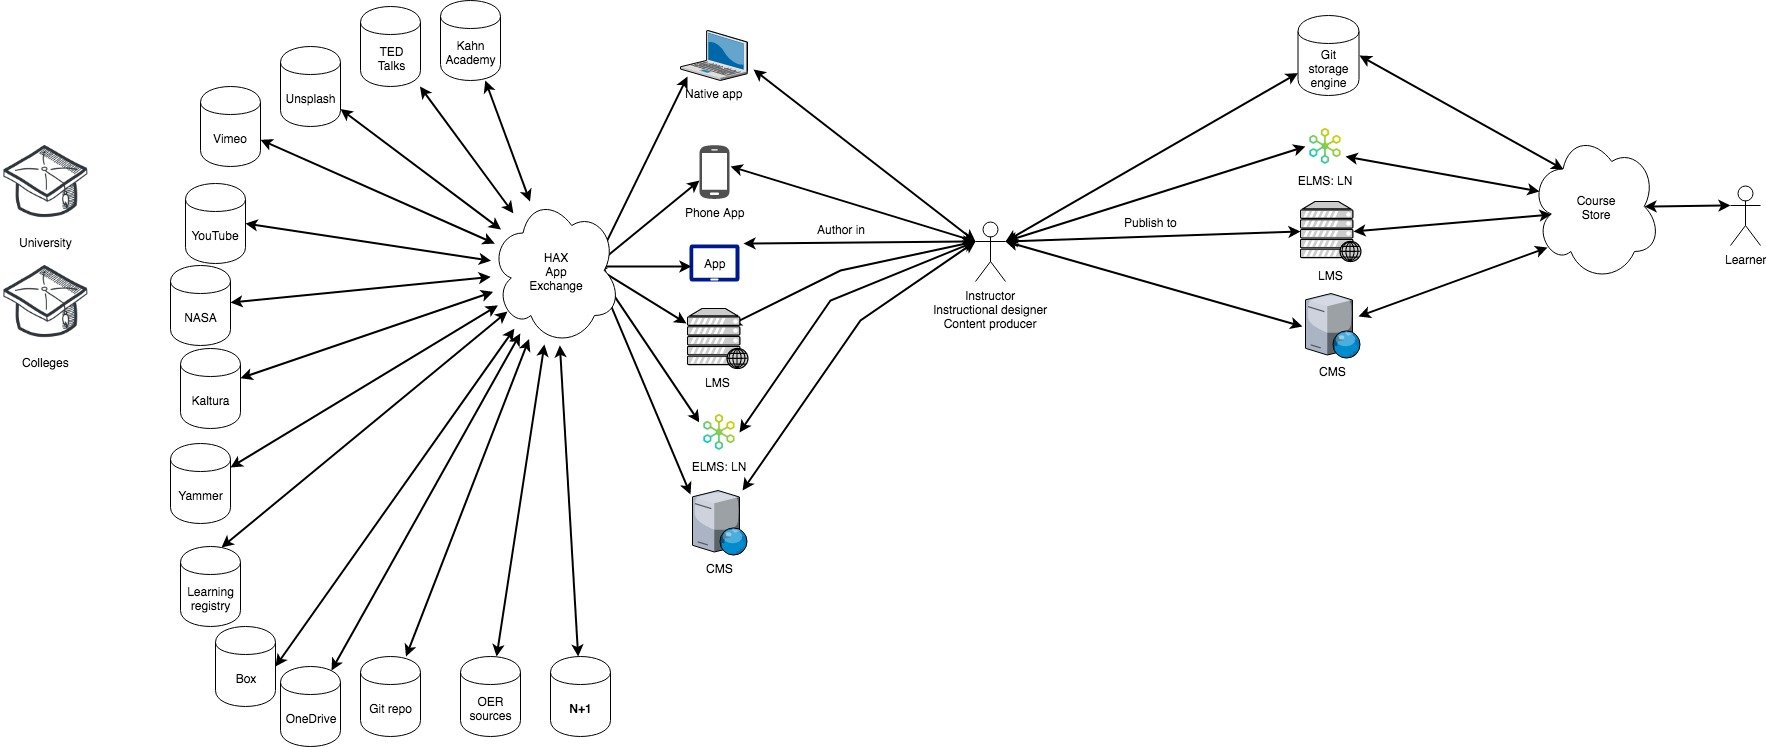 University
Colleges
Kahn
Academy
TED
Talks
Unsplash
Vimeo
YouTube
NASA
Kaltura
Yammer
Learning
registry
Box
OneDrive
Git repo
OER
sources
N+1
HAX
App
Exchange
Native app
Phone App
App
LMS
ELMS: LN
CMS
Author in
Instructor
Instructional designer
Content producer
Publish to
Git
storage
engine
ELMS: LN
LMS
CMS
Course
Store
Learner